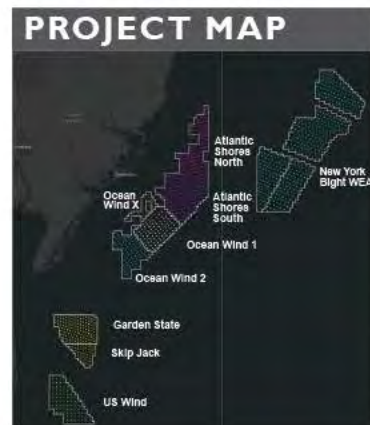 PROJECT MAP
Atlantic
Shores
North
New York
Bight WEA
Ocean
Wind X
Atlantic
Shores
South
Ocean Wind 1
Ocean Wind 2
Garden State
Skip Jack
US Wind